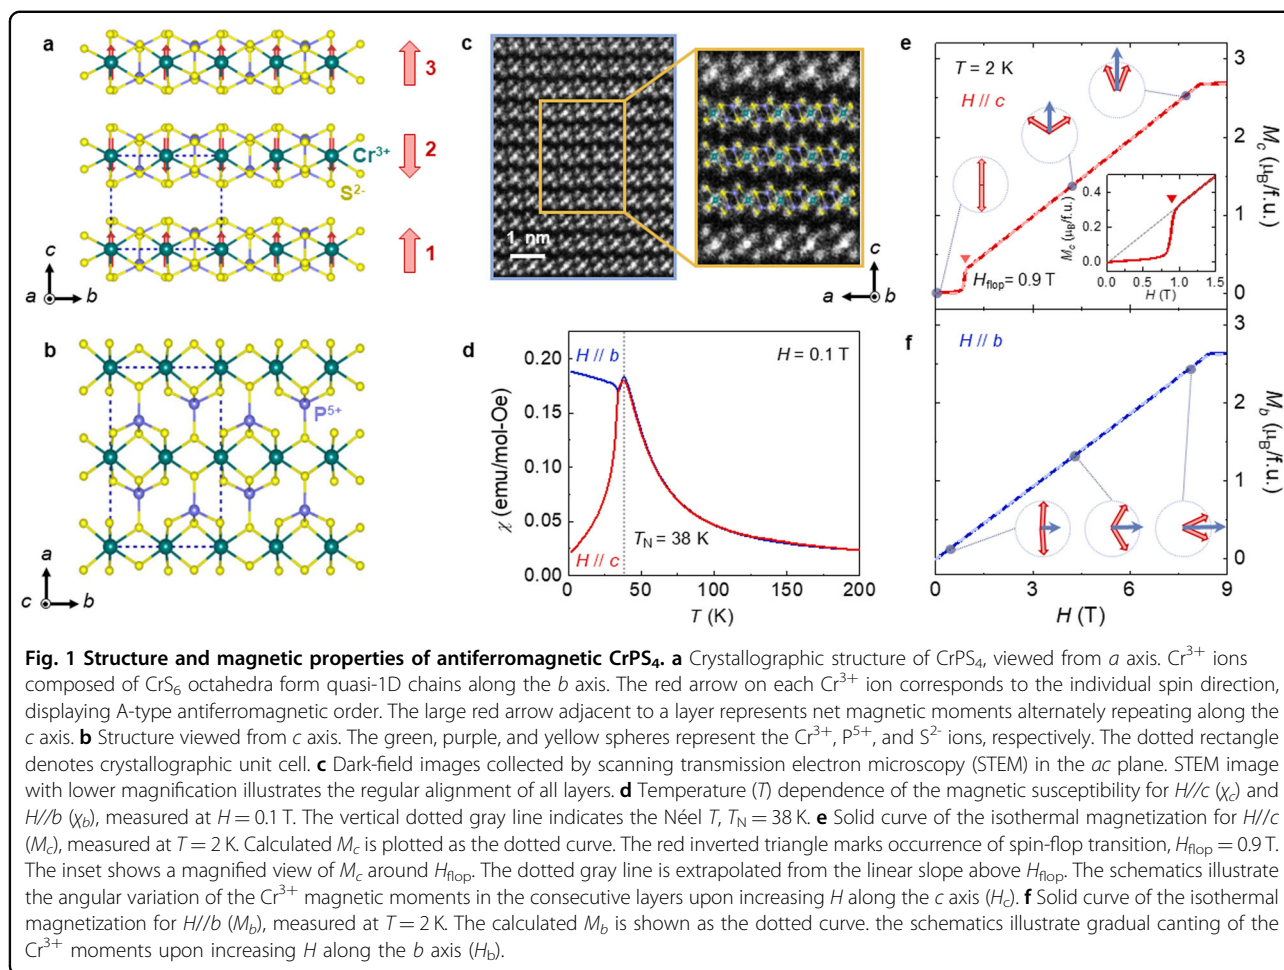 a
3
2
Cr3+
S2-
1
c
a
b
b
P5+
a
c
b
c
1 nm
c
a
b
d
H // b
H = 0.1 T
0.20
0.15
0.10
0.05
0.00
χ (emu/mol-Oe)
TN = 38 K
H // c
0
50
100
150
200
T (K)
e
T = 2 K
H // c
3
2
1
0
Mc (μB/f.u.)
Hflop = 0.9 T
0.4
0.2
0.0
Mc (μB/f.u.)
0.0
0.5
1.0
1.5
H (T)
f
H // b
3
2
1
0
Mb (μB/f.u.)
0
3
6
9
H (T)
Fig. 1 Structure and magnetic properties of antiferromagnetic CrPS4. a Crystallographic structure of CrPS4, viewed from a axis. Cr3+ ions
composed of CrS6 octahedra form quasi-1D chains along the b axis. The red arrow on each Cr3+ ion corresponds to the individual spin direction,
displaying A-type antiferromagnetic order. The large red arrow adjacent to a layer represents net magnetic moments alternately repeating along the
c axis. b Structure viewed from c axis. The green, purple, and yellow spheres represent the Cr3+, P5+, and S2- ions, respectively. The dotted rectangle
denotes crystallographic unit cell. c Dark-field images collected by scanning transmission electron microscopy (STEM) in the ac plane. STEM image
with lower magnification illustrates the regular alignment of all layers. d Temperature (T) dependence of the magnetic susceptibility for H//c (χc) and
H//b (χb), measured at H = 0.1 T. The vertical dotted gray line indicates the Néel T, TN = 38 K. e Solid curve of the isothermal magnetization for H//c
(Mc), measured at T = 2 K. Calculated Mc is plotted as the dotted curve. The red inverted triangle marks occurrence of spin-flop transition, Hflop = 0.9 T.
The inset shows a magnified view of Mc around Hflop. The dotted gray line is extrapolated from the linear slope above Hflop. The schematics illustrate
the angular variation of the Cr3+ magnetic moments in the consecutive layers upon increasing H along the c axis (Hc). f Solid curve of the isothermal
magnetization for H//b (Mb), measured at T = 2 K. The calculated Mb is shown as the dotted curve. the schematics illustrate gradual canting of the
Cr3+ moments upon increasing H along the b axis (Hb).